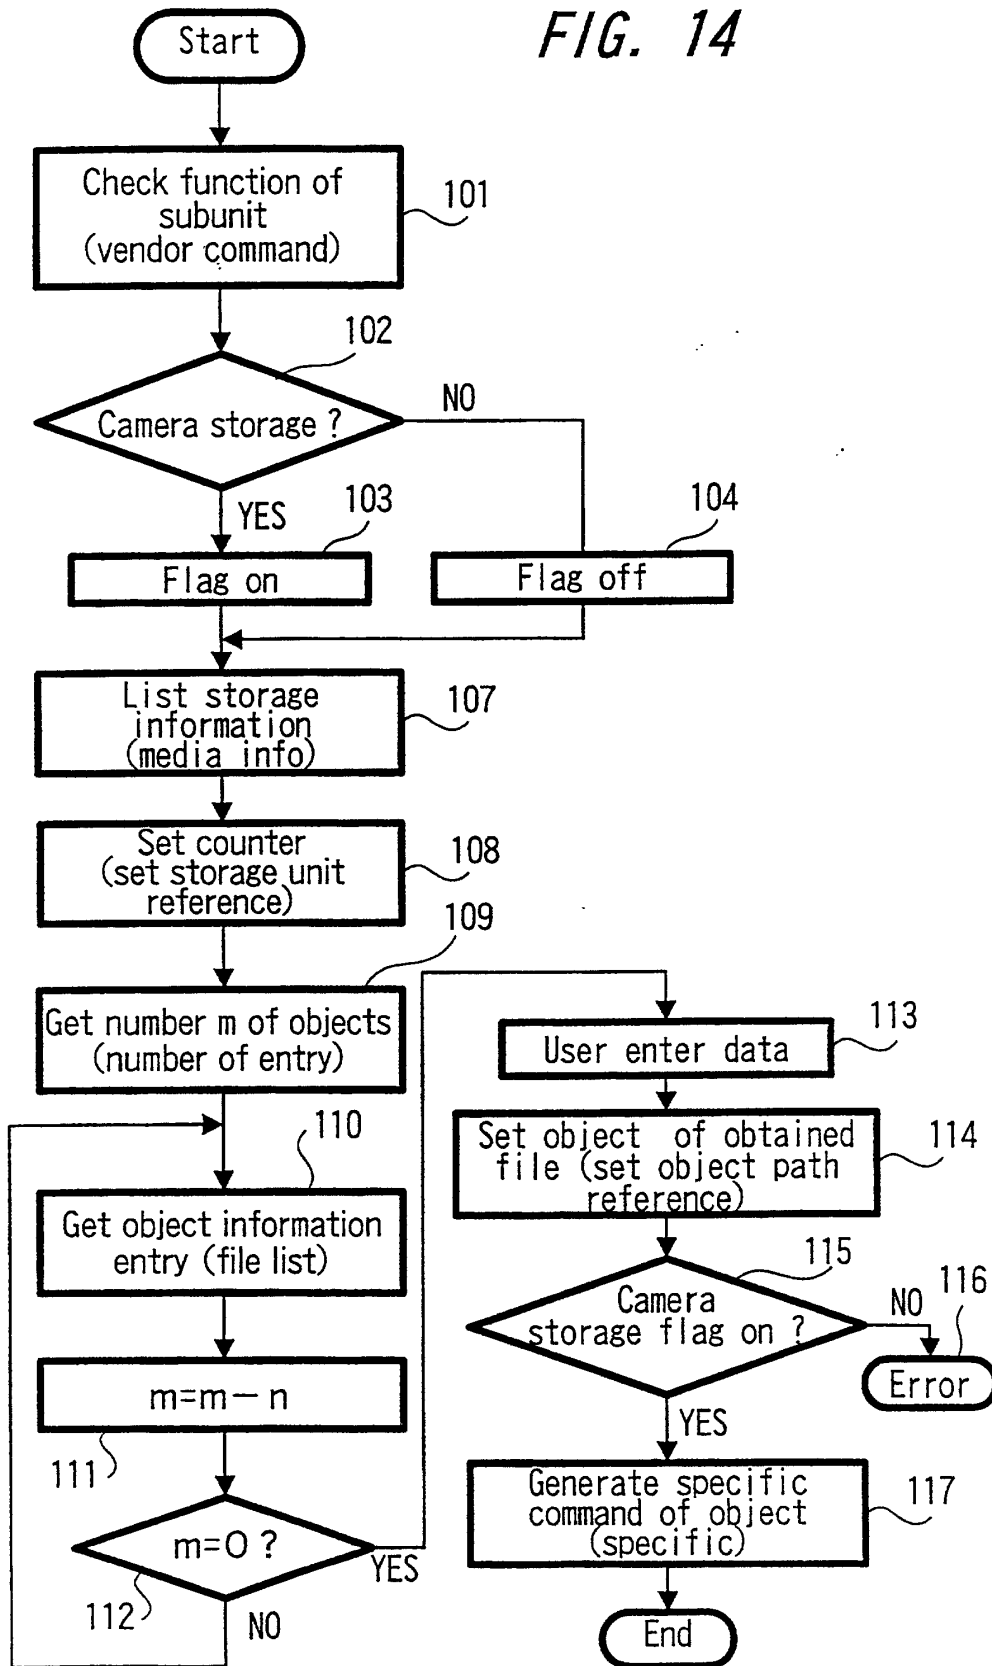 FIG. 14
Start
Check function of
subunit
(vendor command)
101
102
Camera storage ?
NO
YES
103
104
Flag on
Flag off
List storage
information
(media info)
107
Set counter
(set storage unit
reference)
108
109
Get number m of objects
(number of entry)
110
Get object information
entry (file list)
m=m-n
111
m=0 ?
YES
112
NO
113
User enter data
Set object of obtained
file (set object path
reference)
114
115
Camera
storage flag on ?
NO
116
Error
YES
Generate specific
command of object
(specific)
117
End